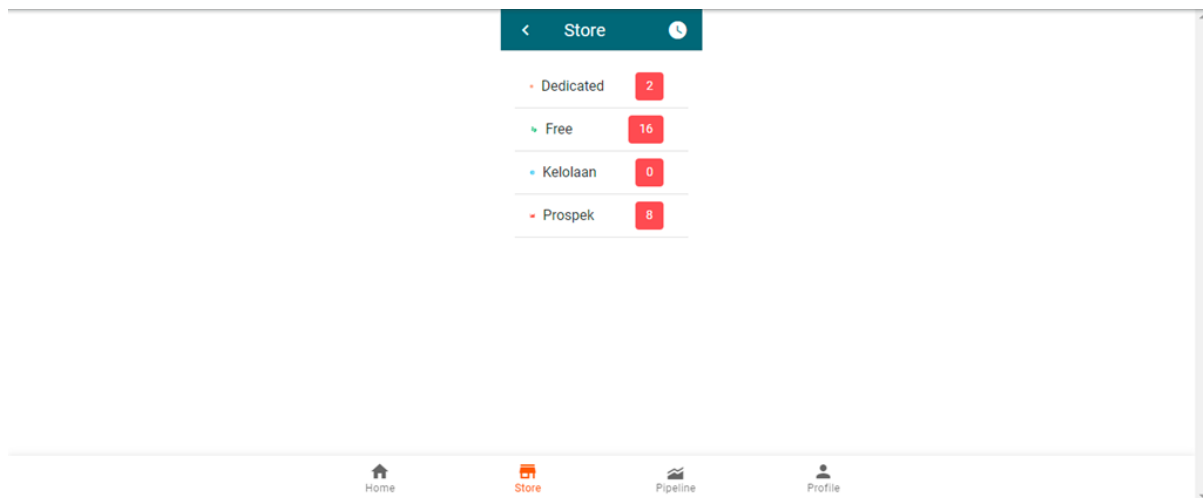 Store
Dedicated 2
Free 16
Kelolaan 0
Prospek 8
Home Store Pipeline Profile